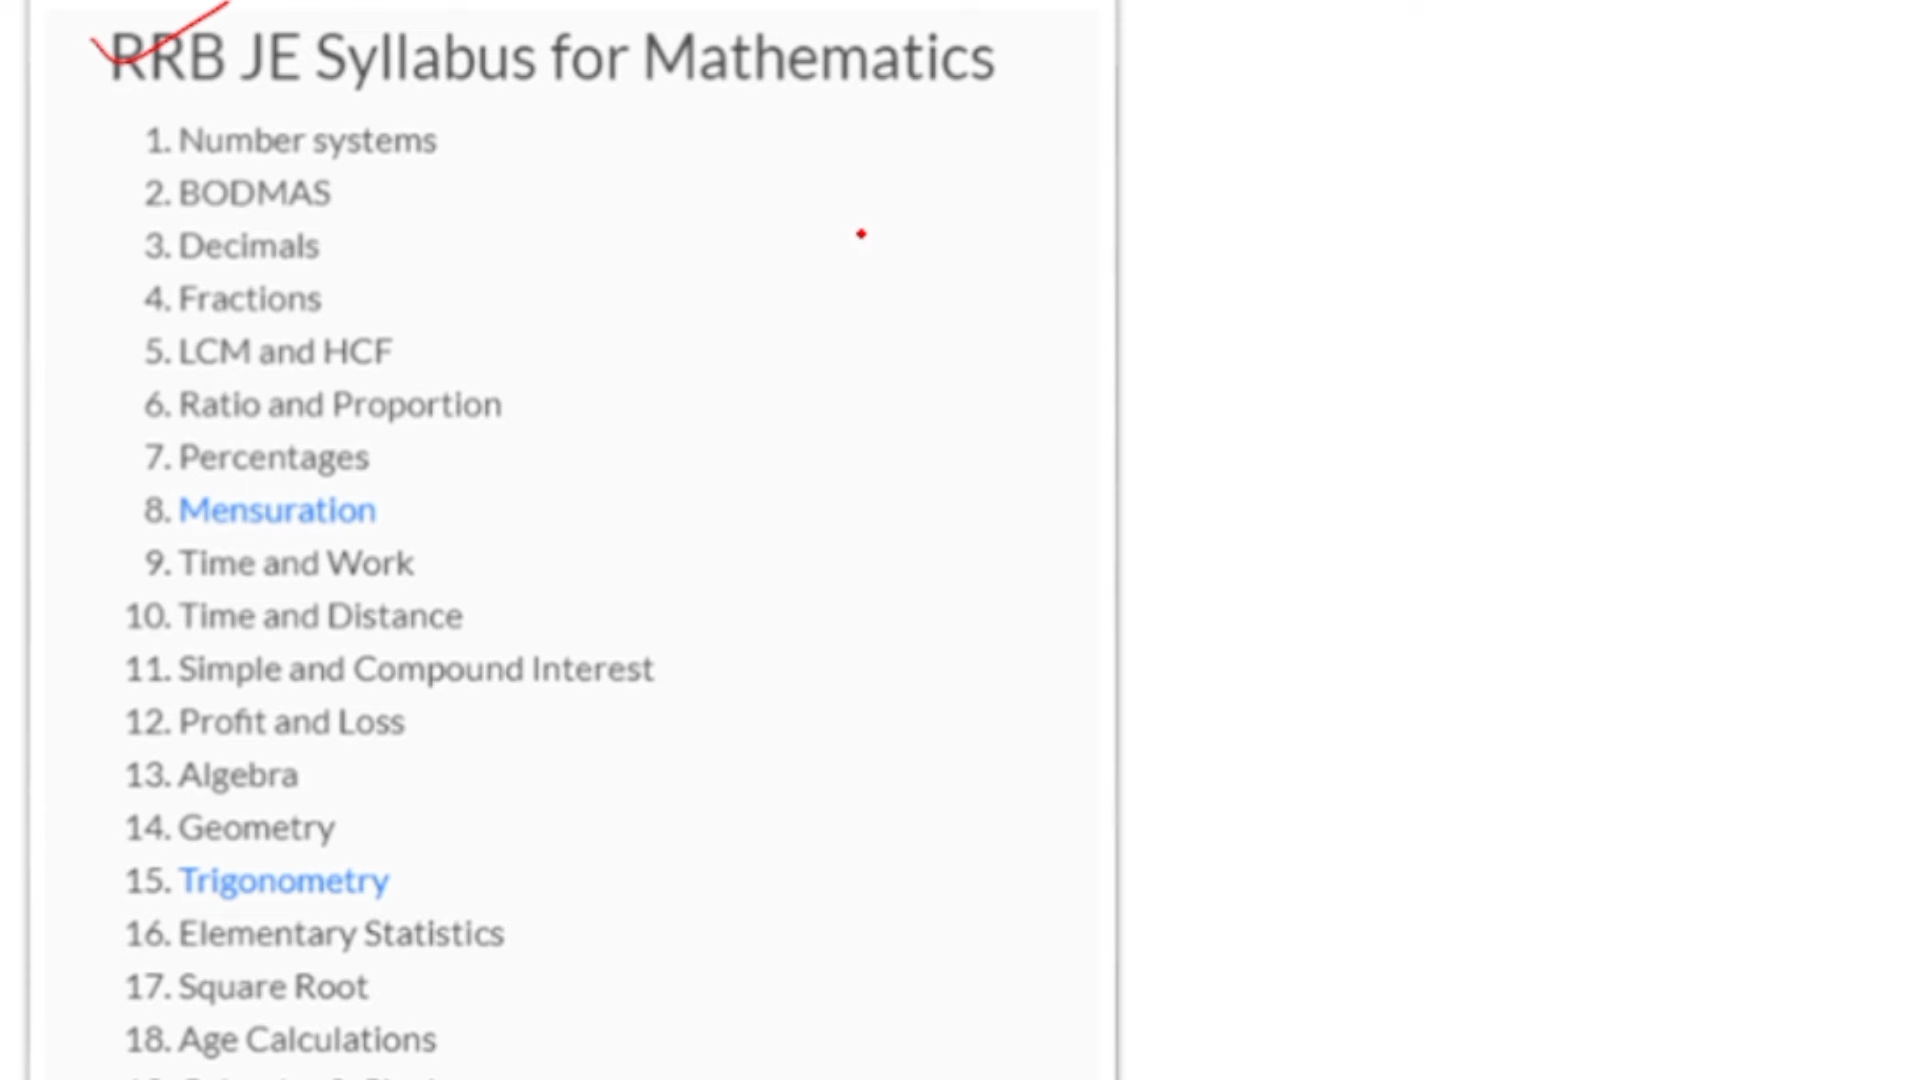 RRB JE Syllabus for Mathematics
1. Number systems
2. BODMAS
3. Decimals
4. Fractions
5. LCM and HCF
6. Ratio and Proportion
7. Percentages
8. Mensuration
9. Time and Work
10. Time and Distance
11. Simple and Compound Interest
12. Profit and Loss
13. Algebra
14. Geometry
15. Trigonometry
16. Elementary Statistics
17. Square Root
18. Age Calculations